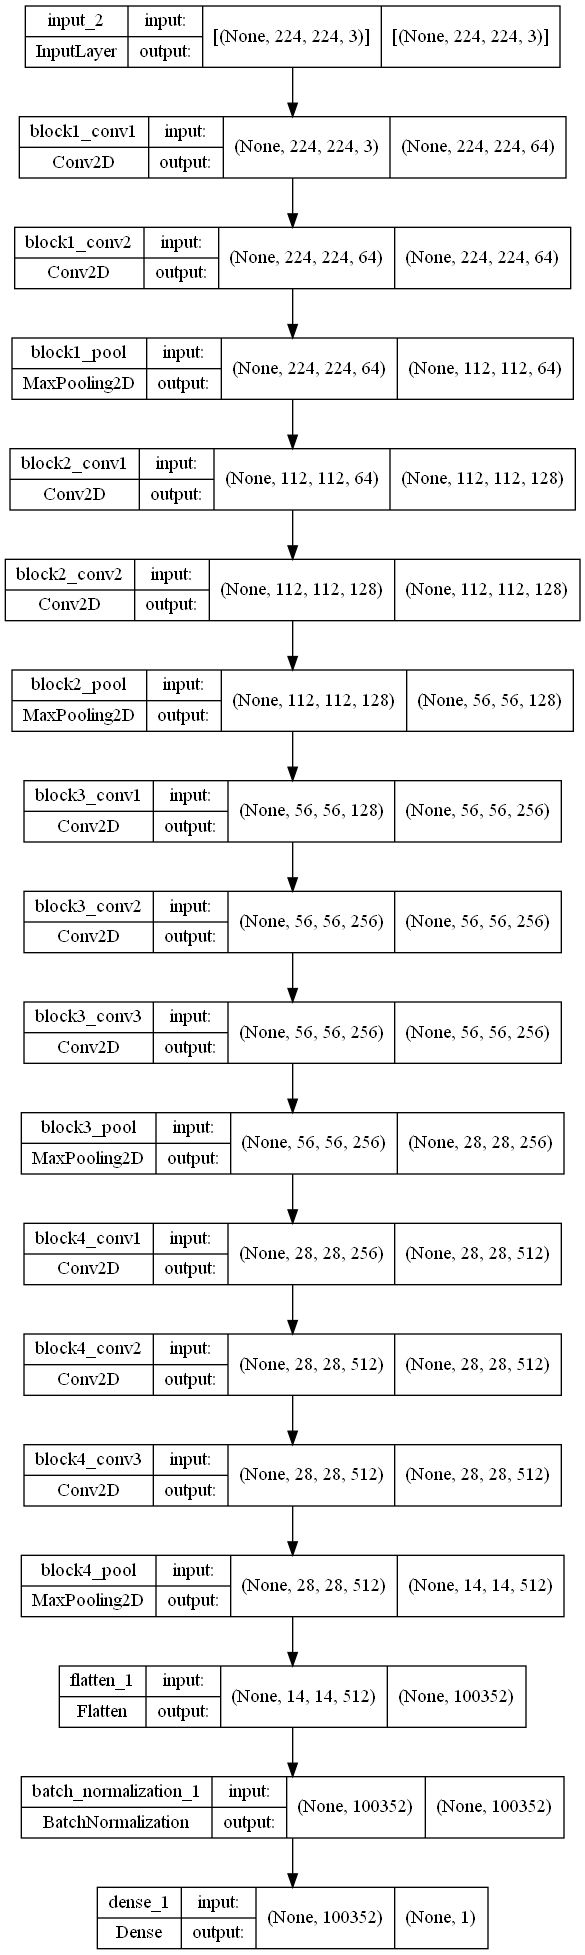 input_2 input: [(None, 224, 224, 3)] [(None, 224, 224, 3)]
InputLayer output:
block1_conv1 input: (None, 224, 224, 3) (None, 224, 224, 64)
Conv2D output:
block1_conv2 input: (None, 224, 224, 64) (None, 224, 224, 64)
Conv2D output:
block1_pool input: (None, 224, 224, 64) (None, 112, 112, 64)
MaxPooling2D output:
block2_conv1 input: (None, 112, 112, 64) (None, 112, 112, 128)
Conv2D output:
block2_conv2 input: (None, 112, 112, 128) (None, 112, 112, 128)
Conv2D output:
block2_pool input: (None, 112, 112, 128) (None, 56, 56, 128)
MaxPooling2D output:
block3_conv1 input: (None, 56, 56, 128) (None, 56, 56, 256)
Conv2D output:
block3_conv2 input: (None, 56, 56, 256) (None, 56, 56, 256)
Conv2D output:
block3_conv3 input: (None, 56, 56, 256) (None, 56, 56, 256)
Conv2D output:
block3_pool input: (None, 56, 56, 256) (None, 28, 28, 256)
MaxPooling2D output:
block4_conv1 input: (None, 28, 28, 256) (None, 28, 28, 512)
Conv2D output:
block4_conv2 input: (None, 28, 28, 512) (None, 28, 28, 512)
Conv2D output:
block4_conv3 input: (None, 28, 28, 512) (None, 28, 28, 512)
Conv2D output:
block4_pool input: (None, 28, 28, 512) (None, 14, 14, 512)
MaxPooling2D output:
flatten_1 input: (None, 14, 14, 512) (None, 100352)
Flatten output:
batch_normalization_1 input: (None, 100352) (None, 100352)
BatchNormalization output:
dense_1 input: (None, 100352) (None, 1)
Dense output: